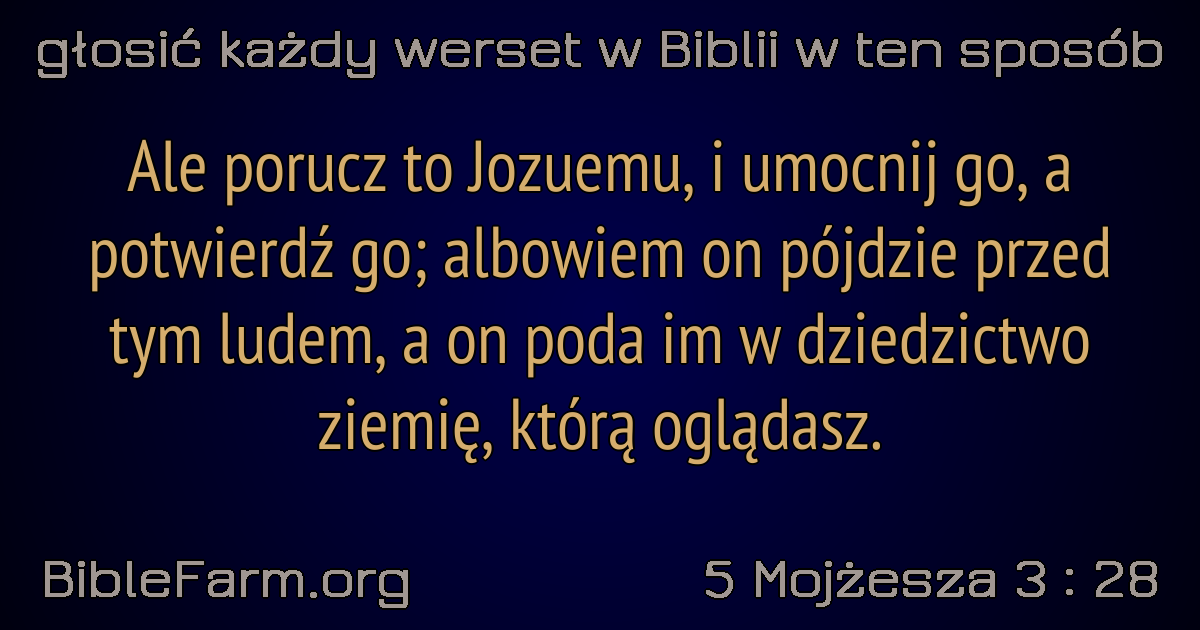 głosić każdy werset w Biblii w ten sposób
Ale porucz to Jozuemu, i umocnij go, a
potwierdź go; albowiem on pójdzie przed
tym ludem, a on poda im w dziedzictwo
ziemię, którą oglądasz.
BibleFarm.org
5 Mojżesza 3 : 28